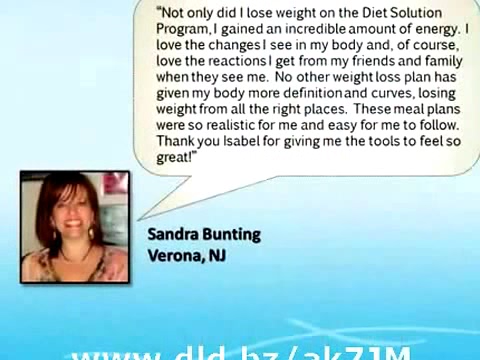 “Not only did I lose weight on the Diet Solution
Program, I gained an incredible amount of energy. I
love the changes I see in my body and, of course,
love the reactions I get from my friends and family
when they see me. No other weight loss plan has
given my body more definition and curves, losing
weight from all the right places. These meal plans
were so realistic for me and easy for me to follow.
Thank you Isabel for giving me the tools to feel so
great!”
Sandra Bunting
Verona, NJ
www.dld.bz/ak71M